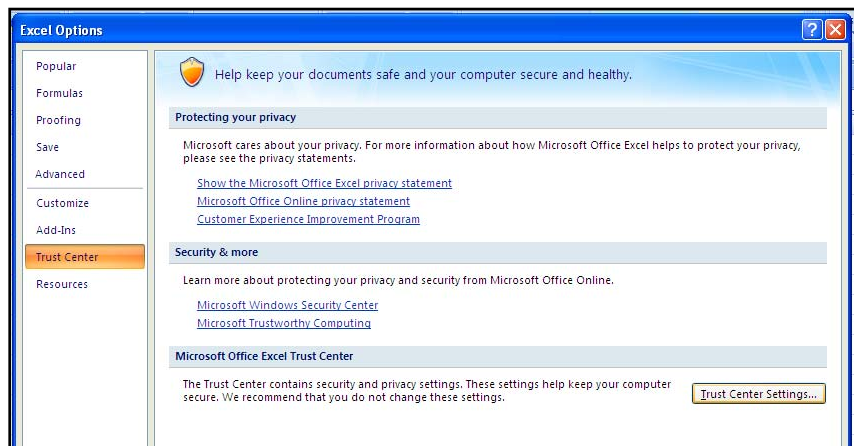 Excel Options
Popular
Formulas
Proofing
Save
Advanced
Customize
Add-Ins
Trust Center
Resources
Help keep your documents safe and your computer secure and healthy.
Protecting your privacy
Microsoft cares about your privacy. For more information about how Microsoft Office Excel helps to protect your privacy,
please see the privacy statements.
Show the Microsoft Office Excel privacy statement
Microsoft Office Online privacy statement
Customer Experience Improvement Program
Security & more
Learn more about protecting your privacy and security from Microsoft Office Online.
Microsoft Windows Security Center
Microsoft Trustworthy Computing
Microsoft Office Excel Trust Center
The Trust Center contains security and privacy settings. These settings help keep your computer
secure. We recommend that you do not change these settings.
Trust Center Settings...